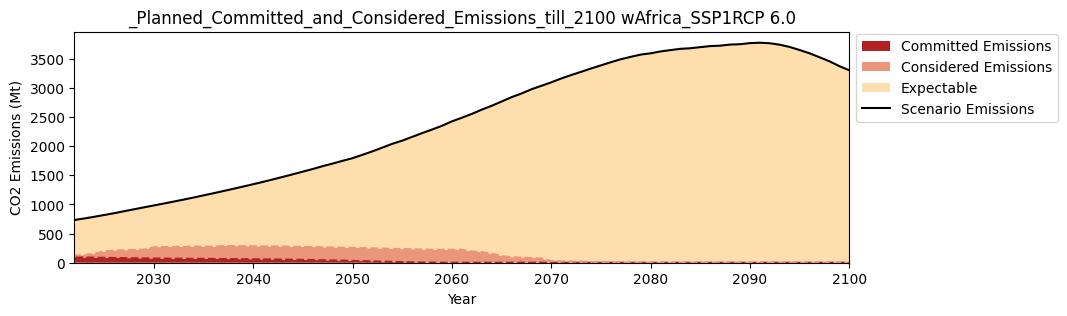 _Planned_Committed_and_Considered_Emissions_till_2100 wAfrica_SSP1RCP 6.0
Committed Emissions
Considered Emissions
Expectable
Scenario Emissions
CO2 Emissions (Mt)
3500
3000
2500
2000
1500
1000
500
0
2030 2040 2050 2060 2070 2080 2090 2100
Year